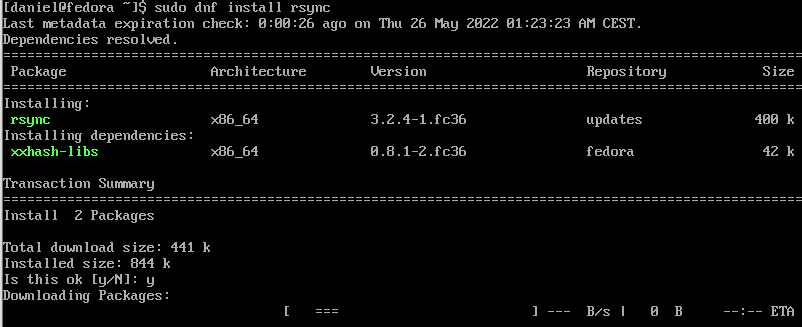 [daniel@fedora ~]$ sudo dnf install rsync
Last metadata expiration check: 0:00:26 ago on Thu 26 May 2022 01:23:23 AM CEST.
Dependencies resolved.
================================================================================
Package Architecture Version Repository Size
================================================================================
Installing:
rsync x86_64 3.2.4-1.fc36 updates 400 k
Installing dependencies:
xxhash-libs x86_64 0.8.1-2.fc36 fedora 42 k
Transaction Summary
================================================================================
Install  2 Packages
Total download size: 441 k
Installed size: 844 k
Is this ok [y/N]: y
Downloading Packages:
[   ===                        ] ---  B/s |   0  B     --:-- ETA